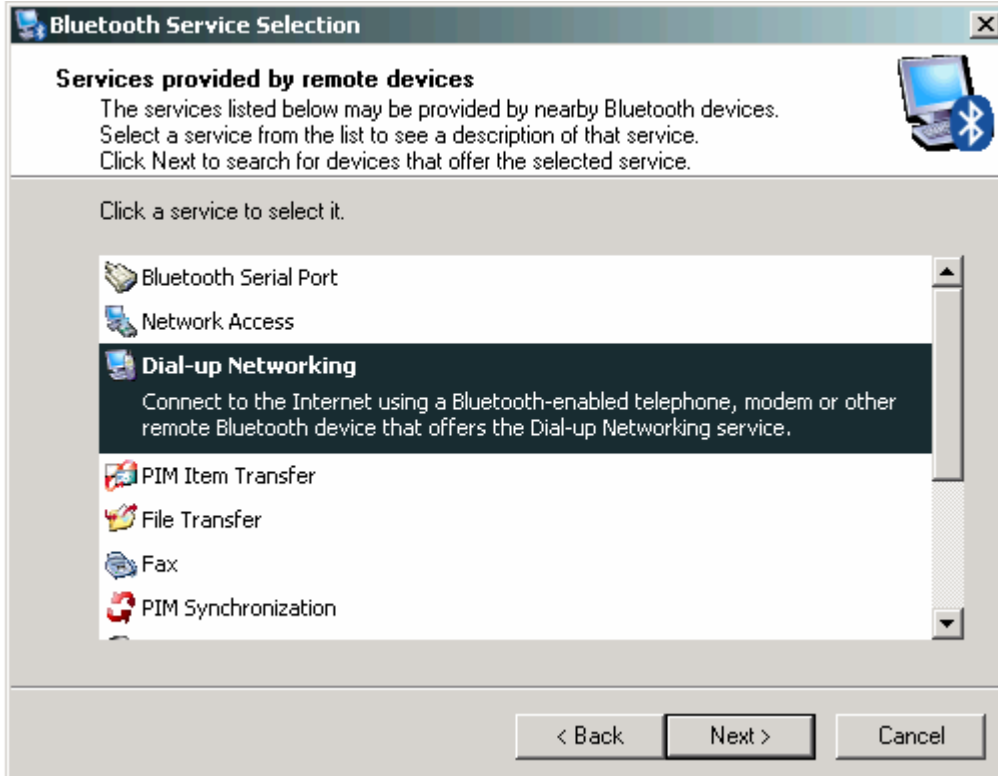 Bluetooth Service Selection
Services provided by remote devices
The services listed below may be provided by nearby Bluetooth devices.
Select a service from the list to see a description of that service.
Click Next to search for devices that offer the selected service.
Click a service to select it.
Bluetooth Serial Port
Network Access
Dial-up Networking
Connect to the Internet using a Bluetooth-enabled telephone, modem or other
remote Bluetooth device that offers the Dial-up Networking service.
PIM Item Transfer
File Transfer
Fax
PIM Synchronization
< Back Next > Cancel